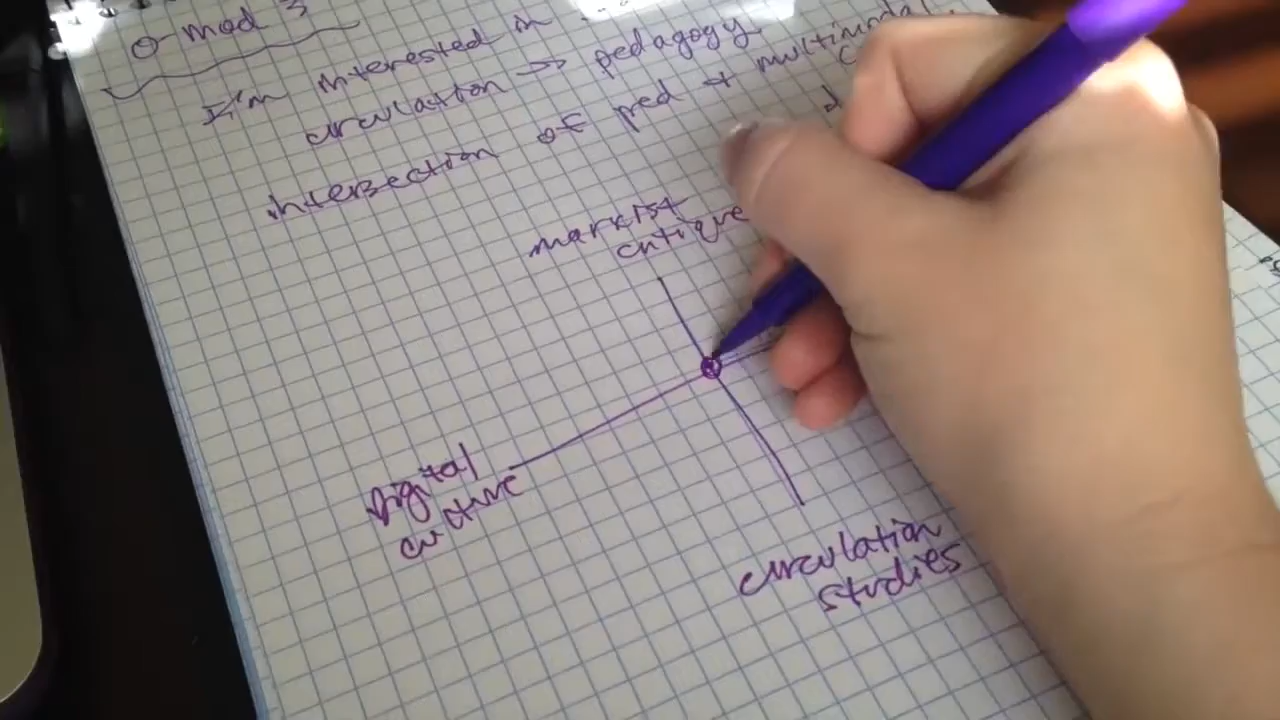 mod 3
I'm interested in ...
circulation → pedagogy
intersection of ped + multimodal
marxist
critique
Digital
culture
circulation
studies